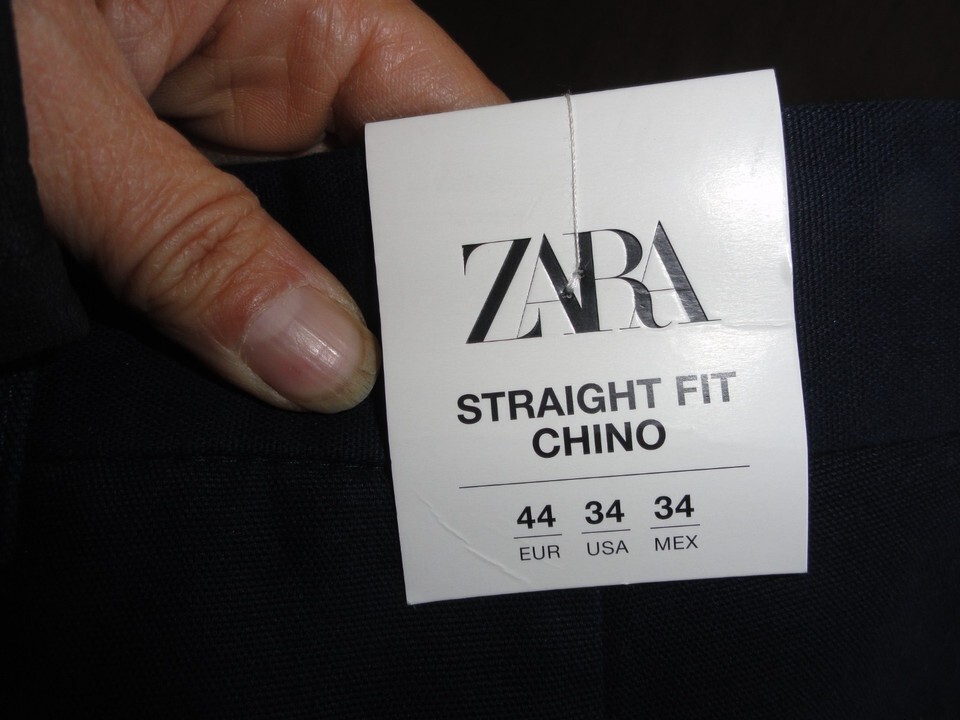 ZARA
STRAIGHT FIT
CHINO
44 34 34
EUR USA MEX